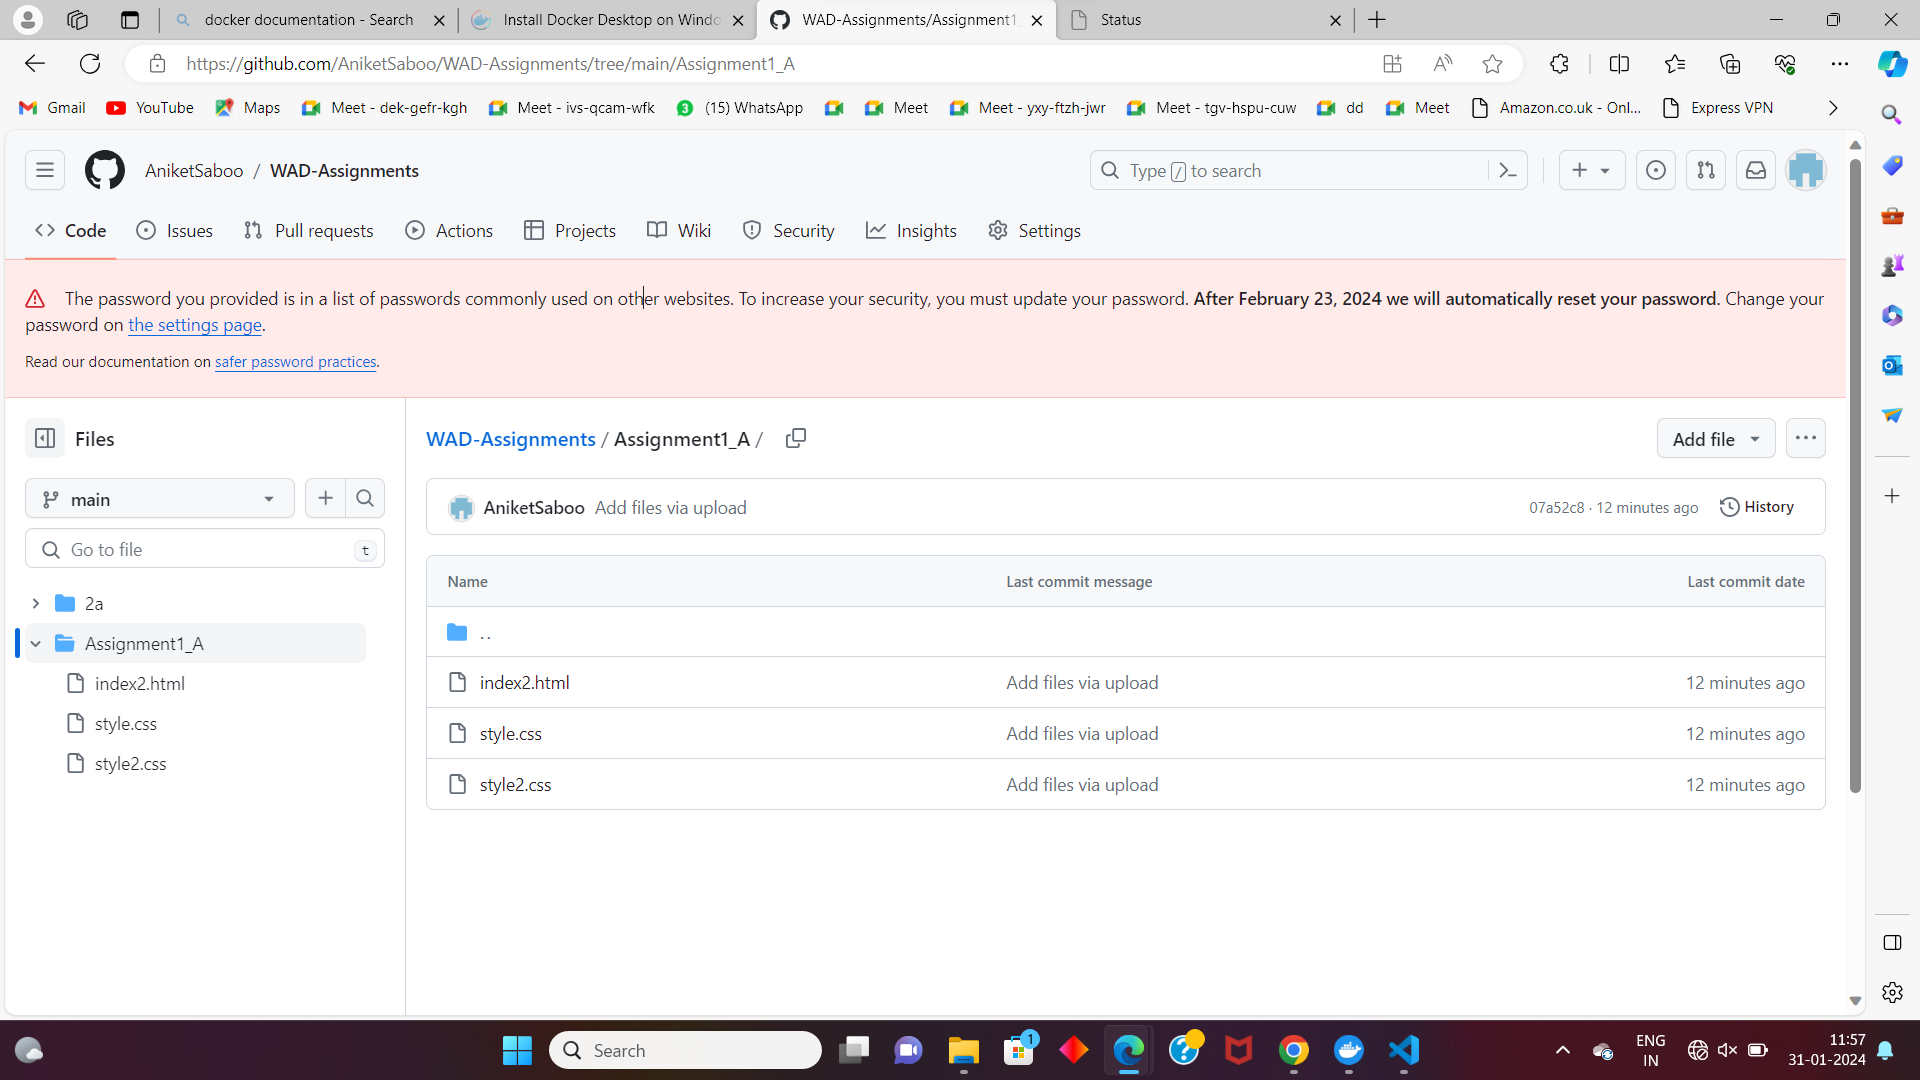 docker documentation - Search
Install Docker Desktop on Windo
WAD-Assignments/Assignment1_
Status
https://github.com/AniketSaboo/WAD-Assignments/tree/main/Assignment1_A
Gmail YouTube Maps Meet - dek-gefr-kgh Meet - ivs-qcam-wfk 3 (15) WhatsApp Meet Meet - yxy-ftzh-jwr Meet - tgv-hspu-cuw dd Meet Amazon.co.uk - Onl... Express VPN
AniketSaboo / WAD-Assignments
Type / to search
Code Issues Pull requests Actions Projects Wiki Security Insights Settings
The password you provided is in a list of passwords commonly used on other websites. To increase your security, you must update your password. After February 23, 2024 we will automatically reset your password. Change your
password on the settings page.
Read our documentation on safer password practices.
Files
main
Go to file t
2a
Assignment1_A
index2.html
style.css
style2.css
WAD-Assignments / Assignment1_A /
Add file
AniketSaboo Add files via upload 07a52c8 · 12 minutes ago History
Name Last commit message Last commit date
..
index2.html Add files via upload 12 minutes ago
style.css Add files via upload 12 minutes ago
style2.css Add files via upload 12 minutes ago
Search
1
ENG
IN
11:57
31-01-2024